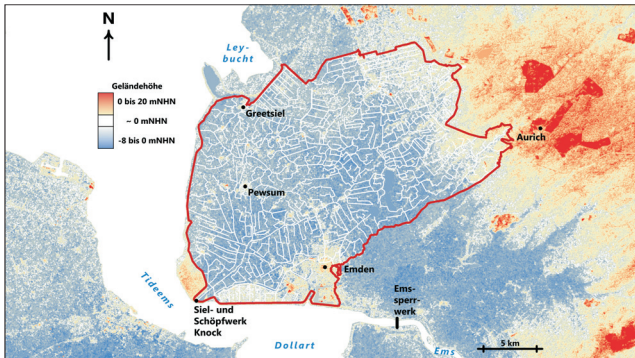 N
Ley-
bucht
Geländehöhe
0 bis 20 mNHN
~ 0 mNHN
-8 bis 0 mNHN
Greetsiel
Aurich
Pewsum
Tideems
Emden
Siel- und
Schöpfwerk
Knock
Ems-
sperr-
werk
Dollart
Ems
5 km